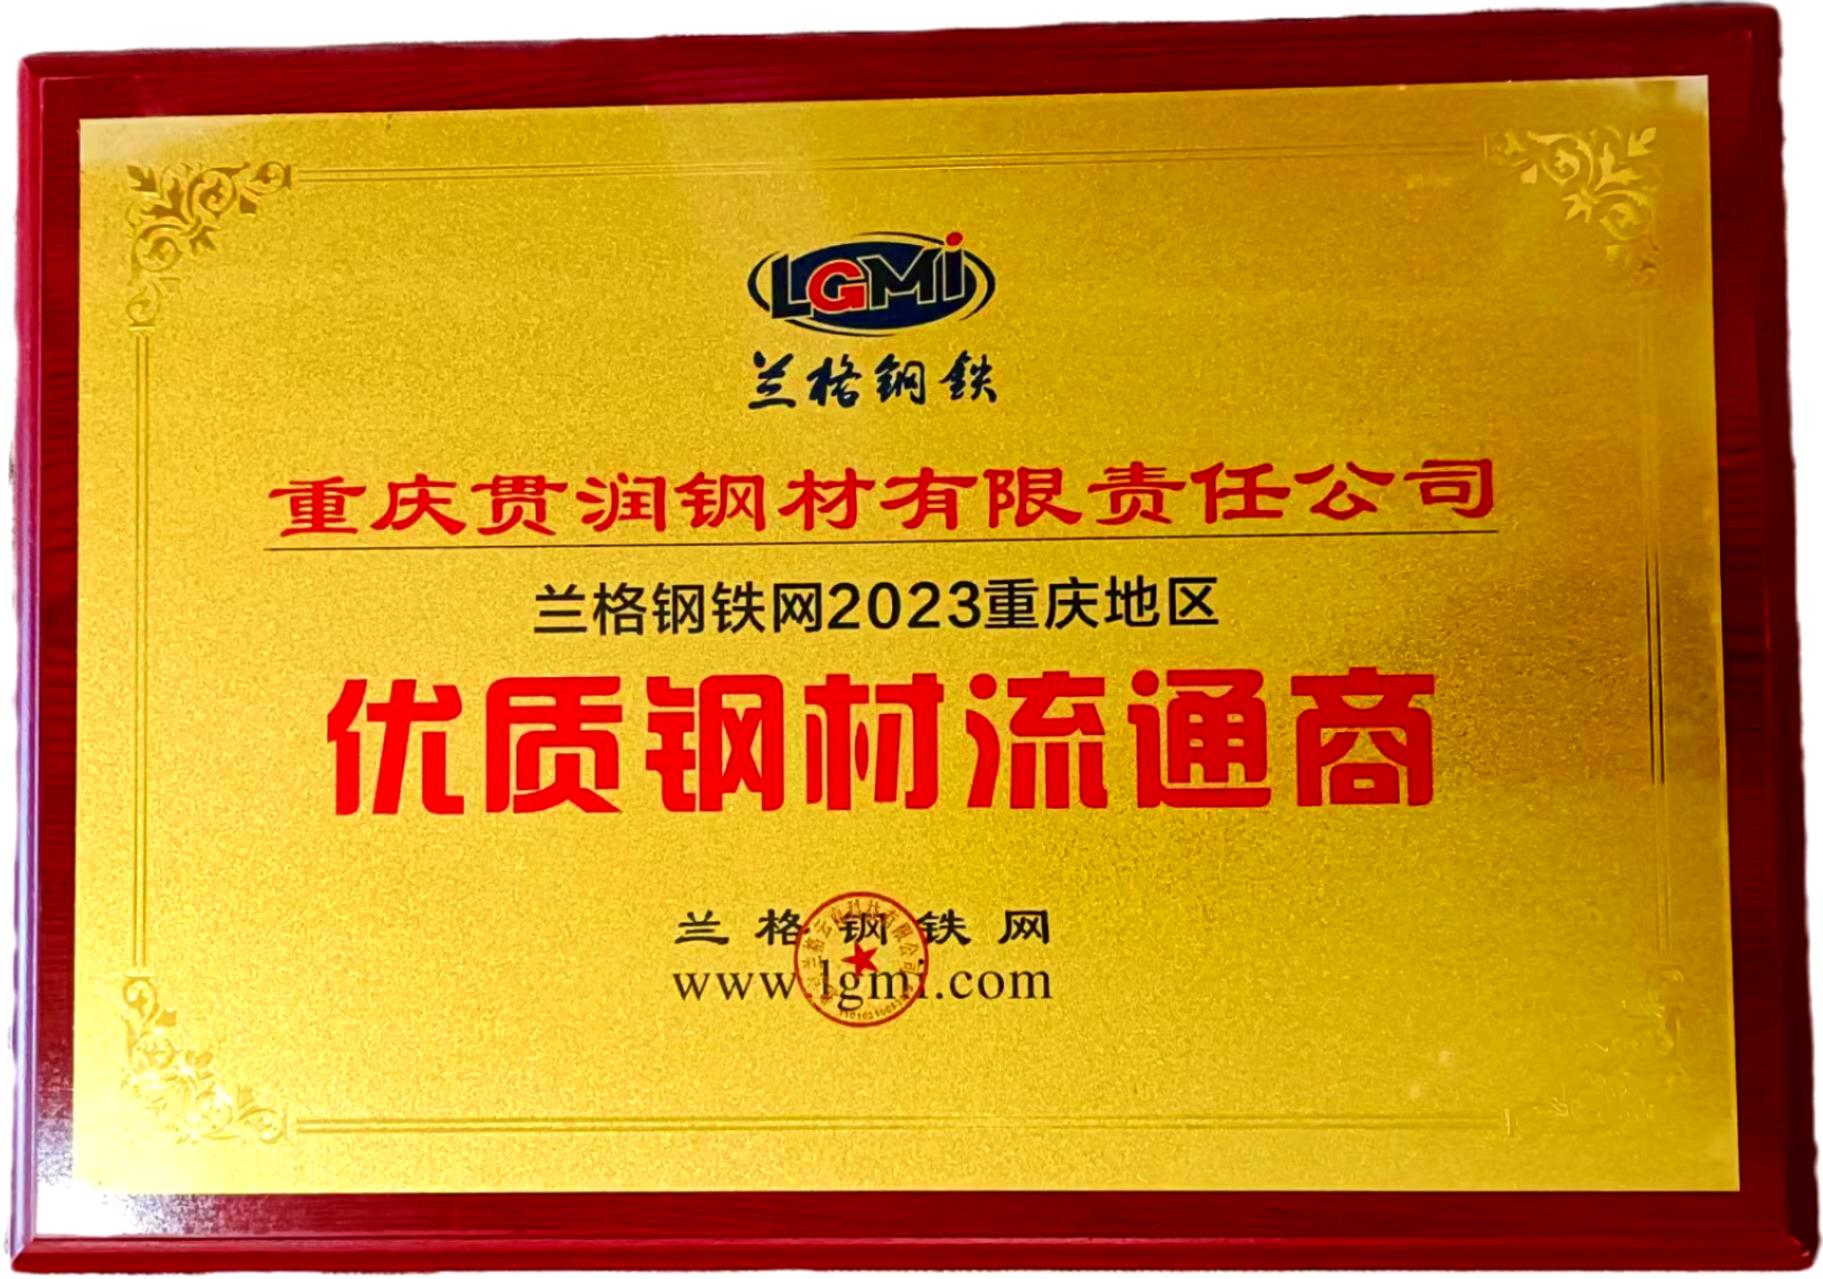 LGMi
兰格钢铁
重庆贯润钢材有限责任公司
兰格钢铁网2023重庆地区
优质钢材流通商
兰格钢铁网
www.lgmi.com